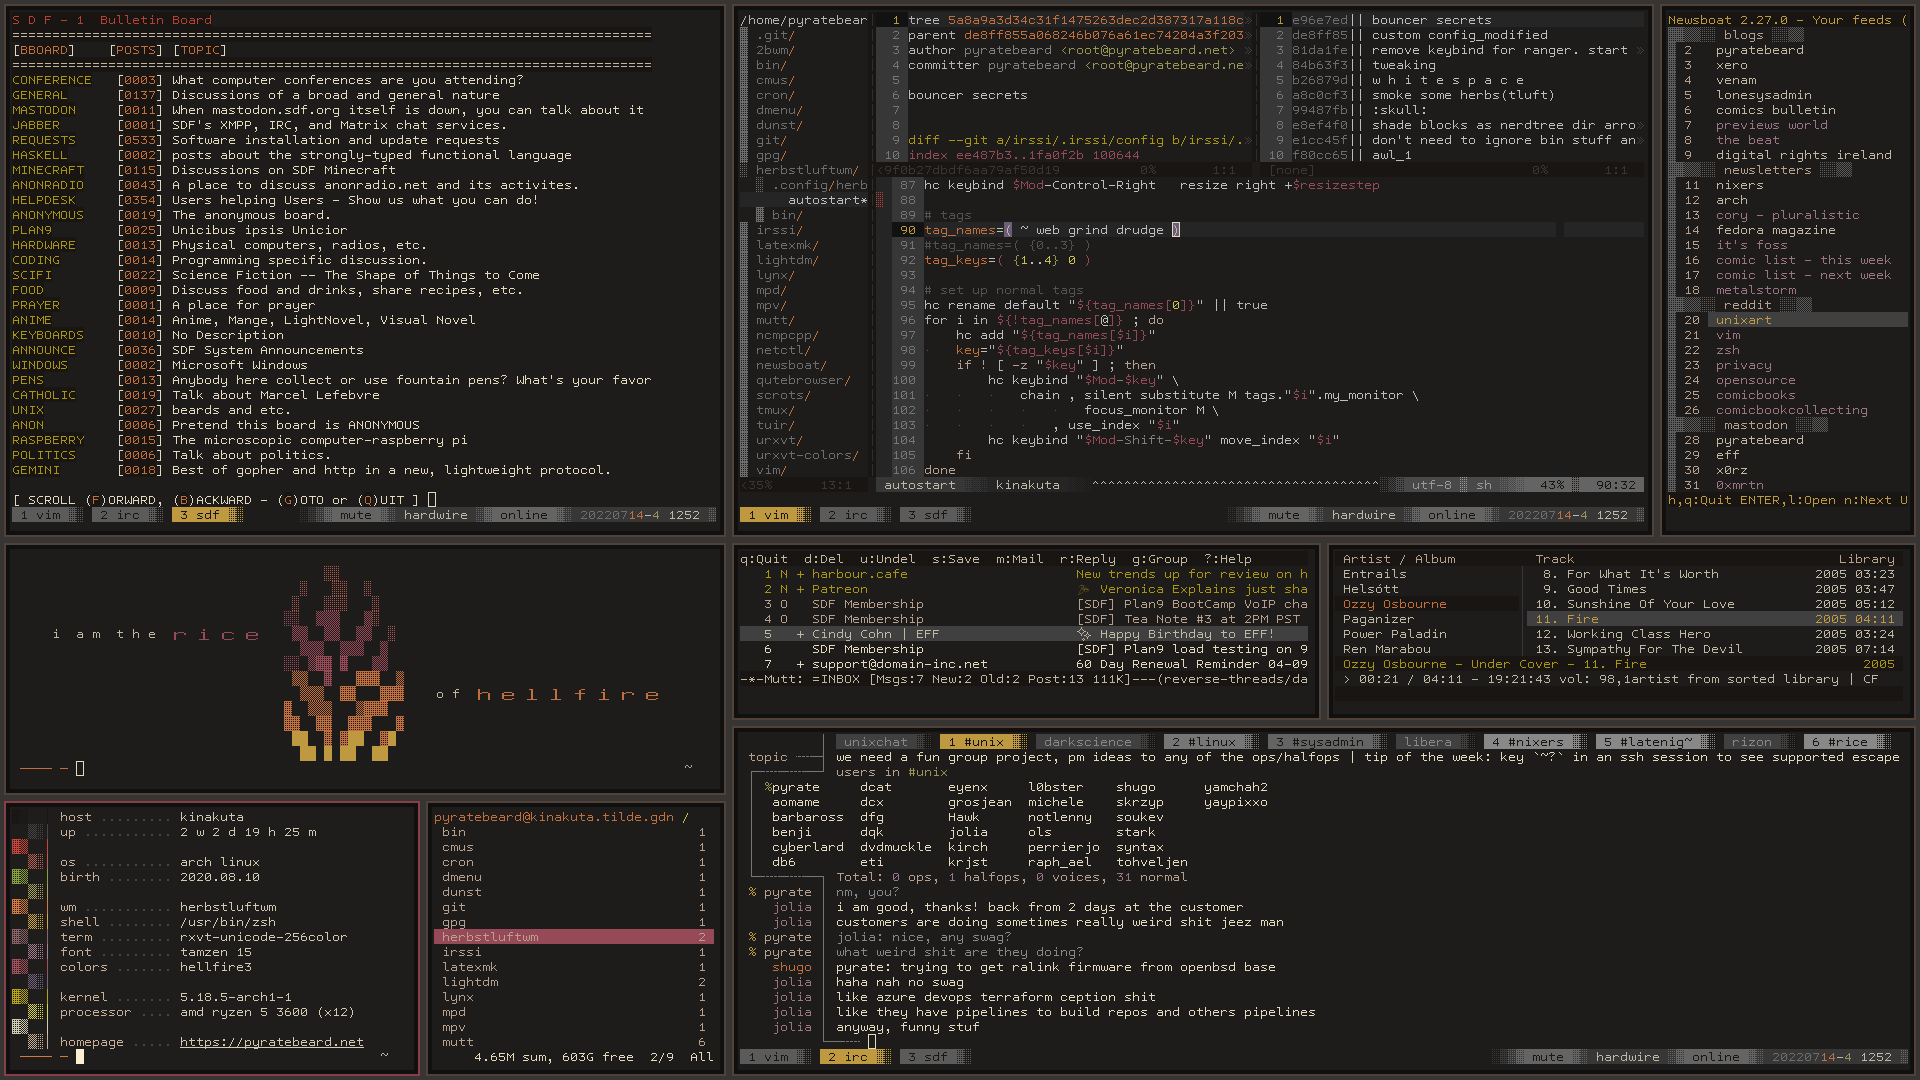 S D F - 1  Bulletin Board
================================================================================
[BBOARD]    [POSTS] [TOPIC]
================================================================================
CONFERENCE   [0003] What computer conferences are you attending?
GENERAL      [0137] Discussions of a broad and general nature
MASTODON     [0011] When mastodon.sdf.org itself is down, you can talk about it
JABBER       [0001] SDF's XMPP, IRC, and Matrix chat services.
REQUESTS     [0533] Software installation and update requests
HASKELL      [0002] posts about the strongly-typed functional language
MINECRAFT    [0115] Discussions on SDF Minecraft
ANONRADIO    [0043] A place to discuss anonradio.net and its activites.
HELPDESK     [0354] Users helping Users - Show us what you can do!
ANONYMOUS    [0019] The anonymous board.
PLAN9        [0025] Unicibus ipsis Unicior
HARDWARE     [0013] Physical computers, radios, etc.
CODING       [0014] Programming specific discussion.
SCIFI        [0022] Science Fiction -- The Shape of Things to Come
FOOD         [0009] Discuss food and drinks, share recipes, etc.
PRAYER       [0001] A place for prayer
ANIME        [0014] Anime, Mange, LightNovel, Visual Novel
KEYBOARDS    [0010] No Description
ANNOUNCE     [0036] SDF System Announcements
WINDOWS      [0002] Microsoft Windows
PENS         [0013] Anybody here collect or use fountain pens? What's your favor
CATHOLIC     [0019] Talk about Marcel Lefebvre
UNIX         [0027] beards and etc.
ANON         [0006] Pretend this board is ANONYMOUS
RASPBERRY    [0015] The microscopic computer-raspberry pi
POLITICS     [0006] Talk about politics.
GEMINI       [0018] Best of gopher and http in a new, lightweight protocol.
[ SCROLL (F)ORWARD, (B)ACKWARD - (G)OTO or (Q)UIT ]
1 vim  2 irc  3 sdf  mute  hardwire  online  20220714-4 1252
/home/pyratebear
.git/
2bwm/
bin/
cmus/
cron/
dmenu/
dunst/
git/
gpg/
herbstluftwm/
.config/herb
autostart*
bin/
irssi/
latexmk/
lightdm/
lynx/
mpd/
mpv/
mutt/
ncmpcpp/
netctl/
newsboat/
qutebrowser/
scrots/
tmux/
tuir/
urxvt/
urxvt-colors/
vim/
<35%  13:1
1 tree 5a8a9a3d34c31f1475263dec2d387317a118c»
2 parent de8ff855a068246b076a61ec74204a3f203»
3 author pyratebeard <root@pyratebeard.net> »
4 committer pyratebeard <root@pyratebeard.ne»
5
6 bouncer secrets
7
8
9 diff --git a/irssi/.irssi/config b/irssi/.»
10 index ee487b3..1fa0f2b 100644
<9f0b27dbdf6aa79af50d19  0%  1:1
1 e96e7ed|| bouncer secrets
2 de8ff85|| custom config_modified
3 81da1fe|| remove keybind for ranger. start »
4 84b63f3|| tweaking
5 b26879d|| w h i t e s p a c e
6 a8c0cf3|| smoke some herbs(tluft)
7 99487fb|| :skull:
8 e8ef4f0|| shade blocks as nerdtree dir arro»
9 e1cc45f|| don't need to ignore bin stuff an»
10 f80cc65|| awl_1
[none]  0%  1:1
87 hc keybind $Mod-Control-Right   resize right +$resizestep
88
89 # tags
90 tag_names=( ~ web grind drudge )
91 #tag_names=( {0..3} )
92 tag_keys=( {1..4} 0 )
93
94 # set up normal tags
95 hc rename default "${tag_names[0]}" || true
96 for i in ${!tag_names[@]} ; do
97     hc add "${tag_names[$i]}"
98     key="${tag_keys[$i]}"
99     if ! [ -z "$key" ] ; then
100         hc keybind "$Mod-$key" \
101             chain , silent substitute M tags."$i".my_monitor \
102                     focus_monitor M \
103                 , use_index "$i"
104         hc keybind "$Mod-Shift-$key" move_index "$i"
105     fi
106 done
autostart  kinakuta  ^^^^^^^^^^^^^^^^^^^^^^^^^^^^^^^^^^^^  utf-8  sh  43%  90:32
1 vim  2 irc  3 sdf  mute  hardwire  online  20220714-4 1252
Newsboat 2.27.0 - Your feeds (
blogs
2 pyratebeard
3 xero
4 venam
5 lonesysadmin
6 comics bulletin
7 previews world
8 the beat
9 digital rights ireland
newsletters
11 nixers
12 arch
13 cory - pluralistic
14 fedora magazine
15 it's foss
16 comic list - this week
17 comic list - next week
18 metalstorm
reddit
20 unixart
21 vim
22 zsh
23 privacy
24 opensource
25 comicbooks
26 comicbookcollecting
mastodon
28 pyratebeard
29 eff
30 x0rz
31 0xmrtn
h,q:Quit ENTER,l:Open n:Next U
i am the rice
of hellfire
~
q:Quit  d:Del  u:Undel  s:Save  m:Mail  r:Reply  g:Group  ?:Help
1 N + harbour.cafe  New trends up for review on h
2 N + Patreon  Veronica Explains just sha
3 O   SDF Membership  [SDF] Plan9 BootCamp VoIP cha
4 O   SDF Membership  [SDF] Tea Note #3 at 2PM PST
5   + Cindy Cohn | EFF  ✨ Happy Birthday to EFF!
6     SDF Membership  [SDF] Plan9 load testing on 9
7   + support@domain-inc.net  60 Day Renewal Reminder 04-09
-*-Mutt: =INBOX [Msgs:7 New:2 Old:2 Post:13 111K]---(reverse-threads/da
Artist / Album  Track  Library
Entrails  8. For What It's Worth  2005 03:23
Helsótt  9. Good Times  2005 03:47
Ozzy Osbourne  10. Sunshine Of Your Love  2005 05:12
Paganizer  11. Fire  2005 04:11
Power Paladin  12. Working Class Hero  2005 03:24
Ren Marabou  13. Sympathy For The Devil  2005 07:14
Ozzy Osbourne - Under Cover - 11. Fire  2005
> 00:21 / 04:11 - 19:21:43 vol: 98,1artist from sorted library | CF
unixchat  1 #unix  darkscience  2 #linux  3 #sysadmin  libera  4 #nixers  5 #latenig~  rizon  6 #rice
topic  we need a fun group project, pm ideas to any of the ops/halfops | tip of the week: key `~?` in an ssh session to see supported escape
users in #unix
%pyrate  dcat  eyenx  l0bster  shugo  yamchah2
aomame  dcx  grosjean  michele  skrzyp  yaypixxo
barbaross  dfg  Hawk  notlenny  soukev
benji  dqk  jolia  ols  stark
cyberlard  dvdmuckle  kirch  perrierjo  syntax
db6  eti  krjst  raph_ael  tohveljen
Total: 0 ops, 1 halfops, 0 voices, 31 normal
% pyrate  nm, you?
jolia  i am good, thanks! back from 2 days at the customer
jolia  customers are doing sometimes really weird shit jeez man
% pyrate  jolia: nice, any swag?
% pyrate  what weird shit are they doing?
shugo  pyrate: trying to get ralink firmware from openbsd base
jolia  haha nah no swag
jolia  like azure devops terraform ception shit
jolia  like they have pipelines to build repos and others pipelines
jolia  anyway, funny stuf
1 vim  2 irc  3 sdf  mute  hardwire  online  20220714-4 1252
host .......... kinakuta
up ............ 2 w 2 d 19 h 25 m
os ............ arch linux
birth ......... 2020.08.10
wm ............ herbstluftwm
shell ......... /usr/bin/zsh
term .......... rxvt-unicode-256color
font .......... tamzen 15
colors ........ hellfire3
kernel ........ 5.18.5-arch1-1
processor ..... amd ryzen 5 3600 (x12)
homepage ...... https://pyratebeard.net
~
pyratebeard@kinakuta.tilde.gdn /
bin  1
cmus  1
cron  1
dmenu  1
dunst  1
git  1
gpg  1
herbstluftwm  2
irssi  1
latexmk  1
lightdm  2
lynx  1
mpd  1
mpv  1
mutt  6
4.65M sum, 603G free  2/9  All